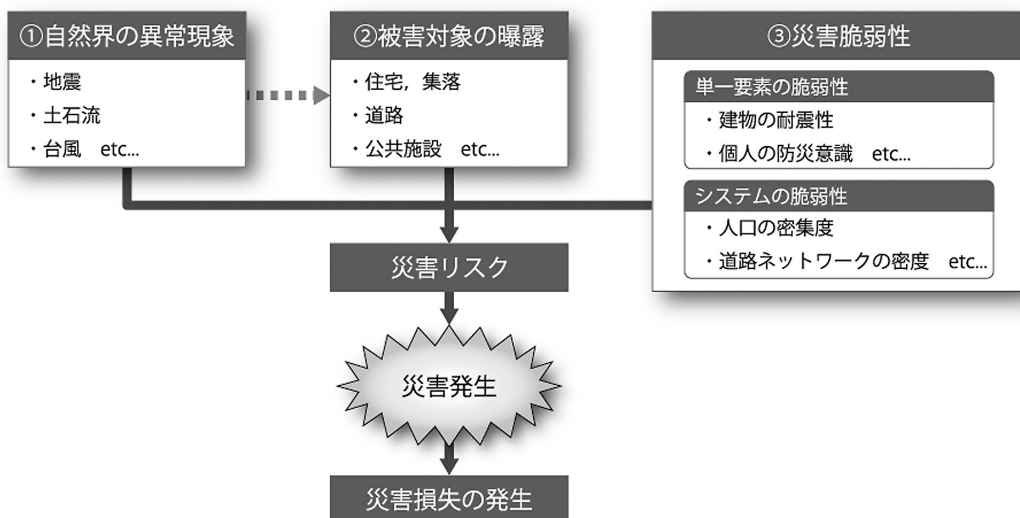 ①自然界の異常現象
・地震
・土石流
・台風 etc...
②被害対象の曝露
・住宅，集落
・道路
・公共施設 etc...
③災害脆弱性
単一要素の脆弱性
・建物の耐震性
・個人の防災意識 etc...
システムの脆弱性
・人口の密集度
・道路ネットワークの密度 etc...
災害リスク
災害発生
災害損失の発生